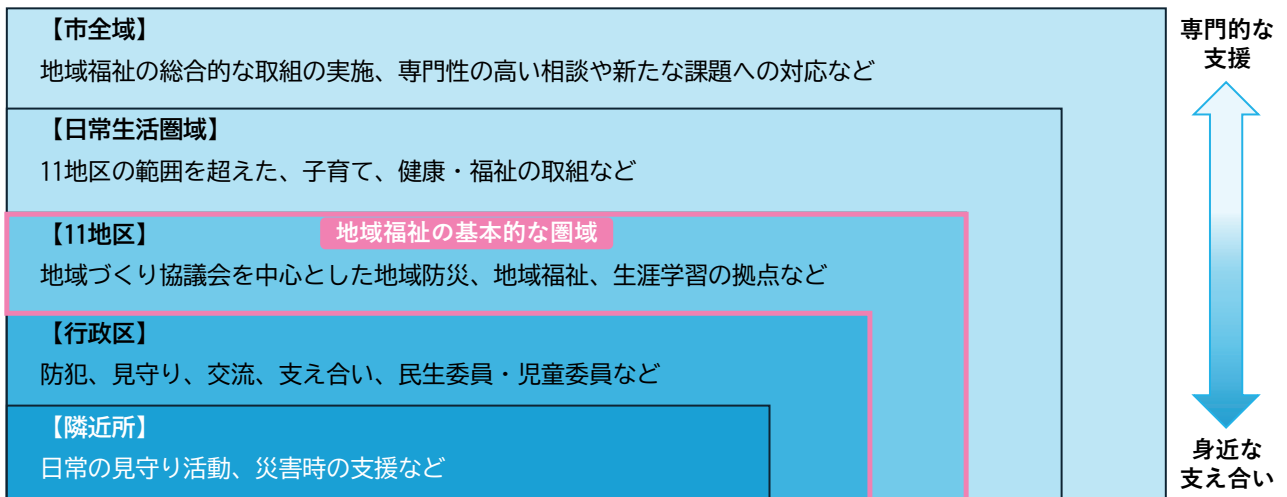 【市全域】
地域福祉の総合的な取組の実施、専門性の高い相談や新たな課題への対応など
【日常生活圏域】
11地区の範囲を超えた、子育て、健康・福祉の取組など
【11地区】
地域福祉の基本的な圏域
地域づくり協議会を中心とした地域防災、地域福祉、生涯学習の拠点など
【行政区】
防犯、見守り、交流、支え合い、民生委員・児童委員など
【隣近所】
日常の見守り活動、災害時の支援など
専門的な
支援
身近な
支え合い